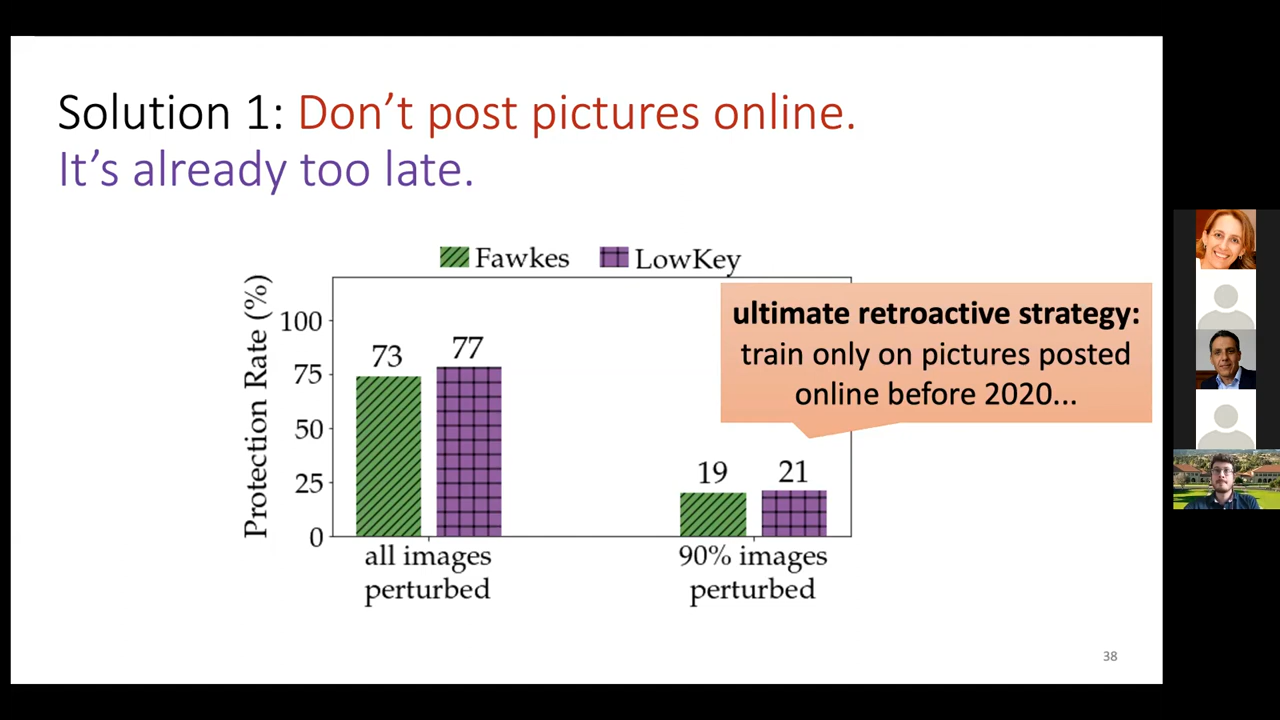 Solution 1: Don’t post pictures online.
It’s already too late.
Fawkes LowKey
Protection Rate (%)
100
75
50
25
0
73
77
19
21
ultimate retroactive strategy:
train only on pictures posted
online before 2020...
all images
perturbed
90% images
perturbed
38